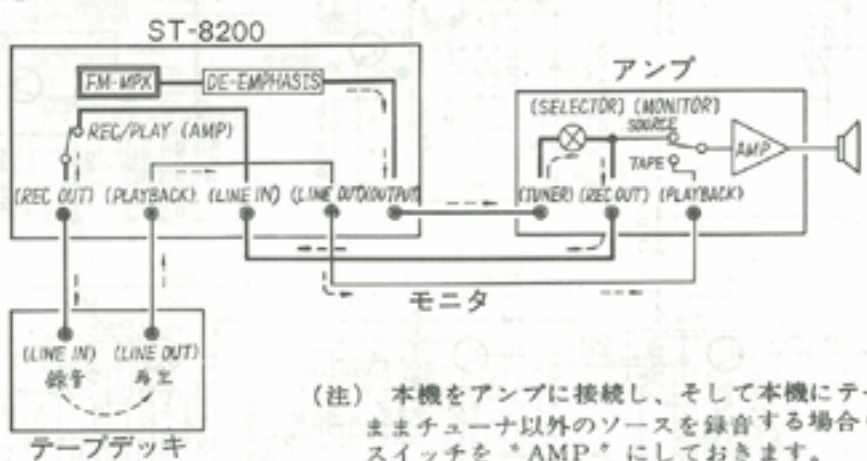 ST-8200
FM-MPX DE-EMPHASIS
REC/PLAY (AMP)
(REC OUT) (PLAYBACK) (LINE IN) (LINE OUT) (OUTPUT)
アンプ
(SELECTOR) (MONITOR)
SOURCE
TAPE
AMP
(TUNER) (REC OUT) (PLAYBACK)
モニタ
(LINE IN) (LINE OUT)
録音 再生
テープデッキ
(注) 本機をアンプに接続し、そして本機にテー
ままチューナ以外のソースを録音する場合
スイッチを “AMP” にしておきます。